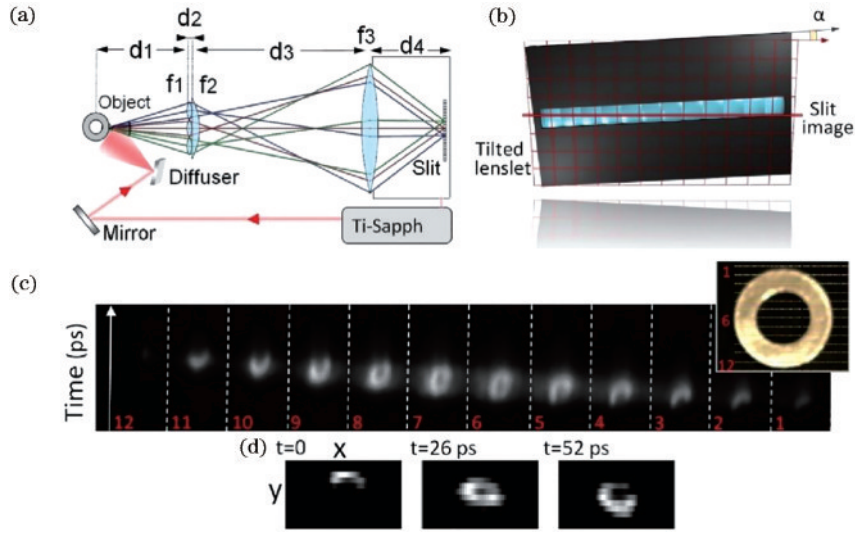 (a)
d2
d1
d3
f3
d4
f1
f2
Object
Slit
Diffuser
Mirror
Ti-Sapph
(b)
α
Slit
image
Tilted
lenslet
(c)
Time (ps)
12 11 10 9 8 7 6 5 4 3 2 1
1
6
12
(d)
t=0
x
t=26 ps
t=52 ps
y